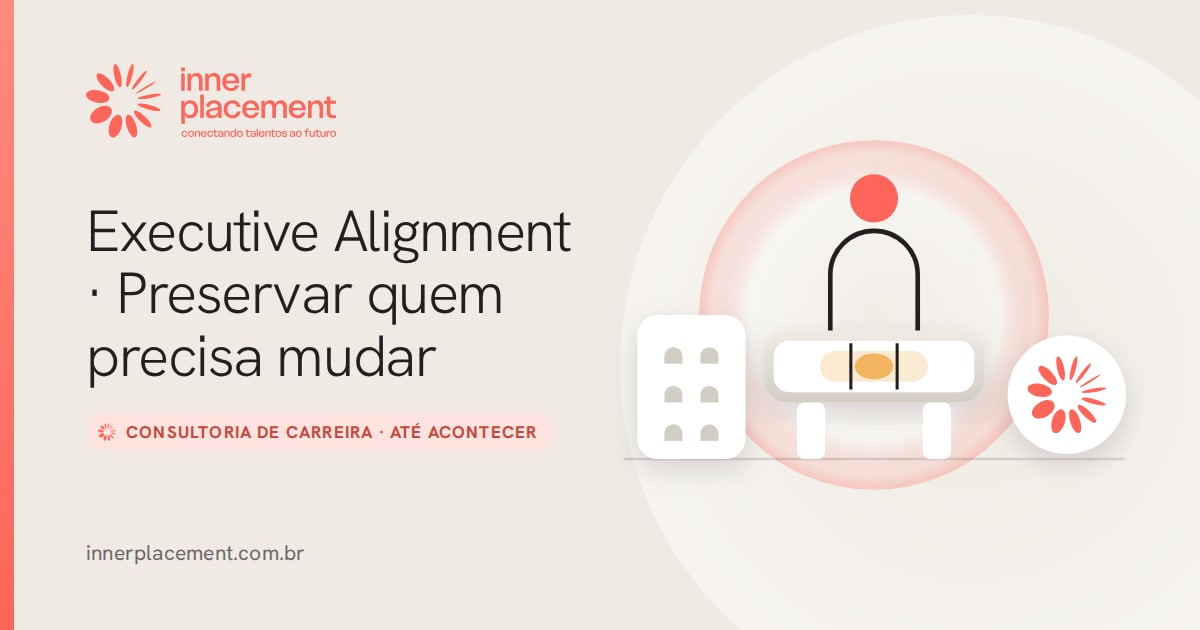 inner
placement
conectando talentos ao futuro
Executive Alignment
· Preservar quem
precisa mudar
CONSULTORIA DE CARREIRA · ATÉ ACONTECER
innerplacement.com.br